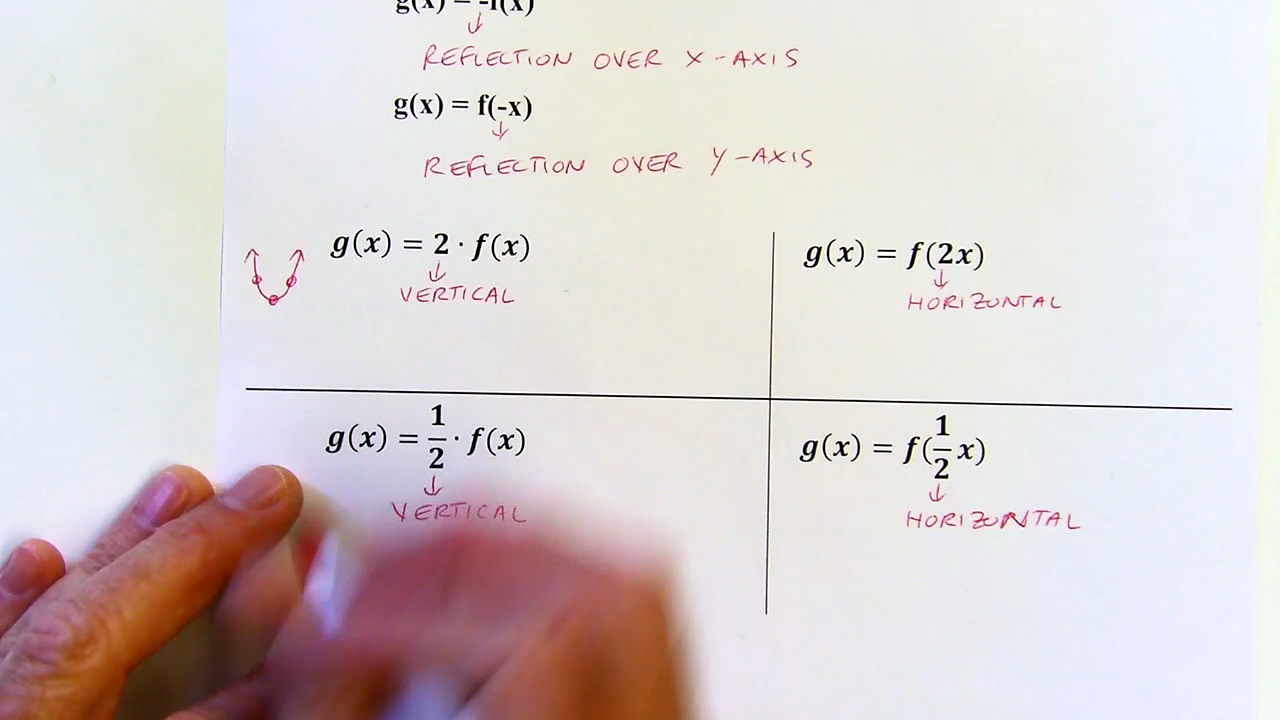 g(x) = -f(x)
↓
REFLECTION OVER X-AXIS
g(x) = f(-x)
↓
REFLECTION OVER Y-AXIS
g(x) = 2 · f(x)
↓
VERTICAL
g(x) = f(2x)
↓
HORIZONTAL
g(x) = 1/2 · f(x)
↓
VERTICAL
g(x) = f(1/2 x)
↓
HORIZONTAL